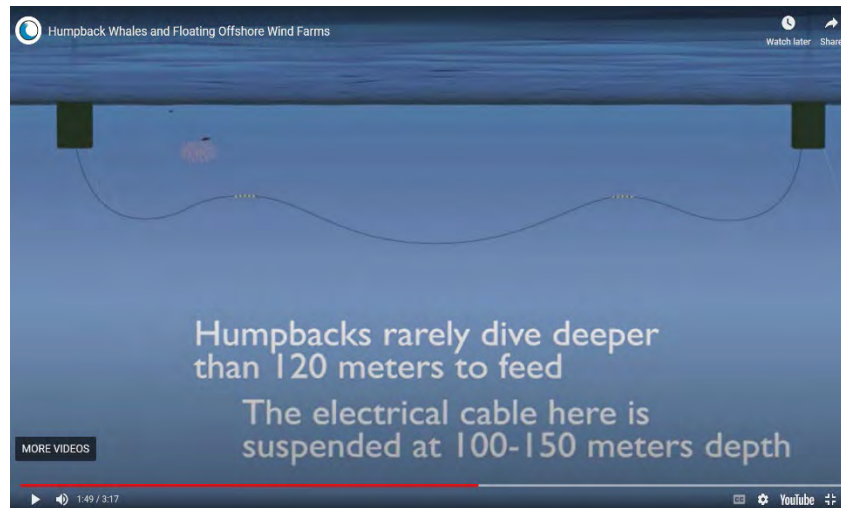 Humpback Whales and Floating Offshore Wind Farms
Watch later
Share
Humpbacks rarely dive deeper
than 120 meters to feed
The electrical cable here is
suspended at 100-150 meters depth
MORE VIDEOS
1:49 / 3:17
CC
YouTube